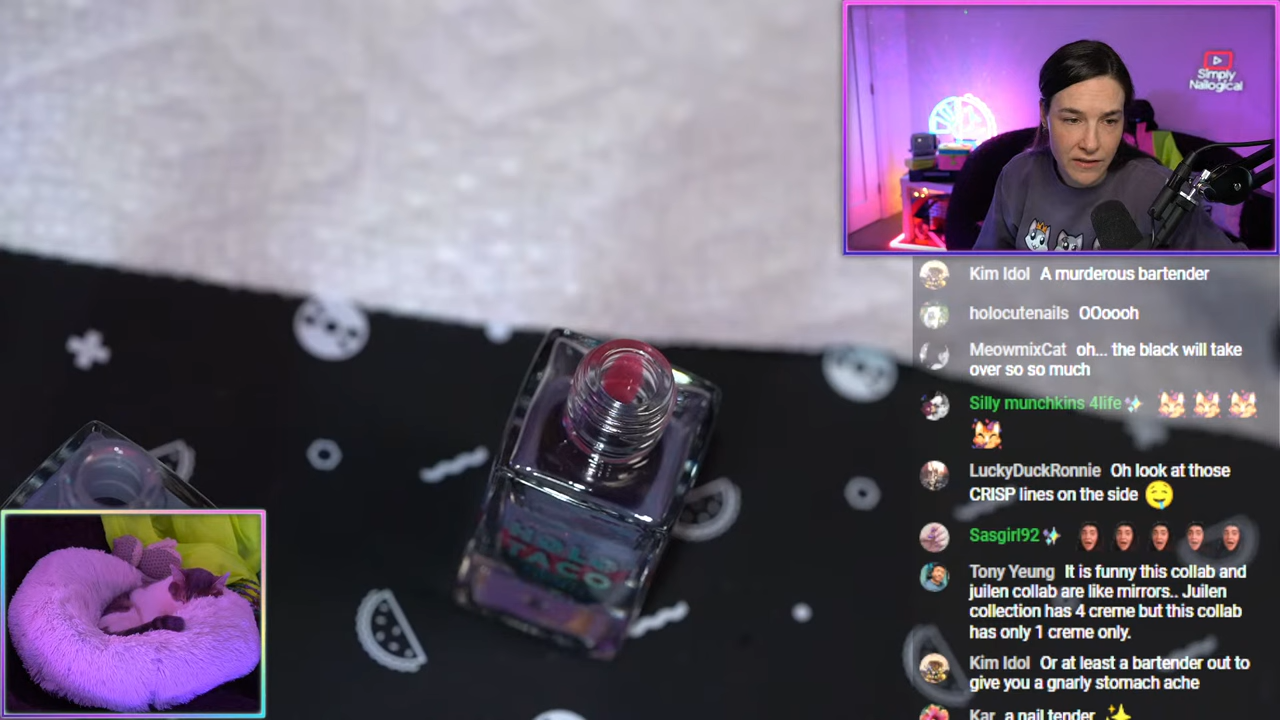 Simply
Nailogical
Kim Idol A murderous bartender
holocutenails OOoooh
MeowmixCat oh... the black will take
over so so much
Silly munchkins 4life
LuckyDuckRonnie Oh look at those
CRISP lines on the side
Sasgirl92
Tony Yeung It is funny this collab and
juilen collab are like mirrors.. Juilen
collection has 4 creme but this collab
has only 1 creme only.
Kim Idol Or at least a bartender out to
give you a gnarly stomach ache
Kar a nail tender
HOLO
TACO